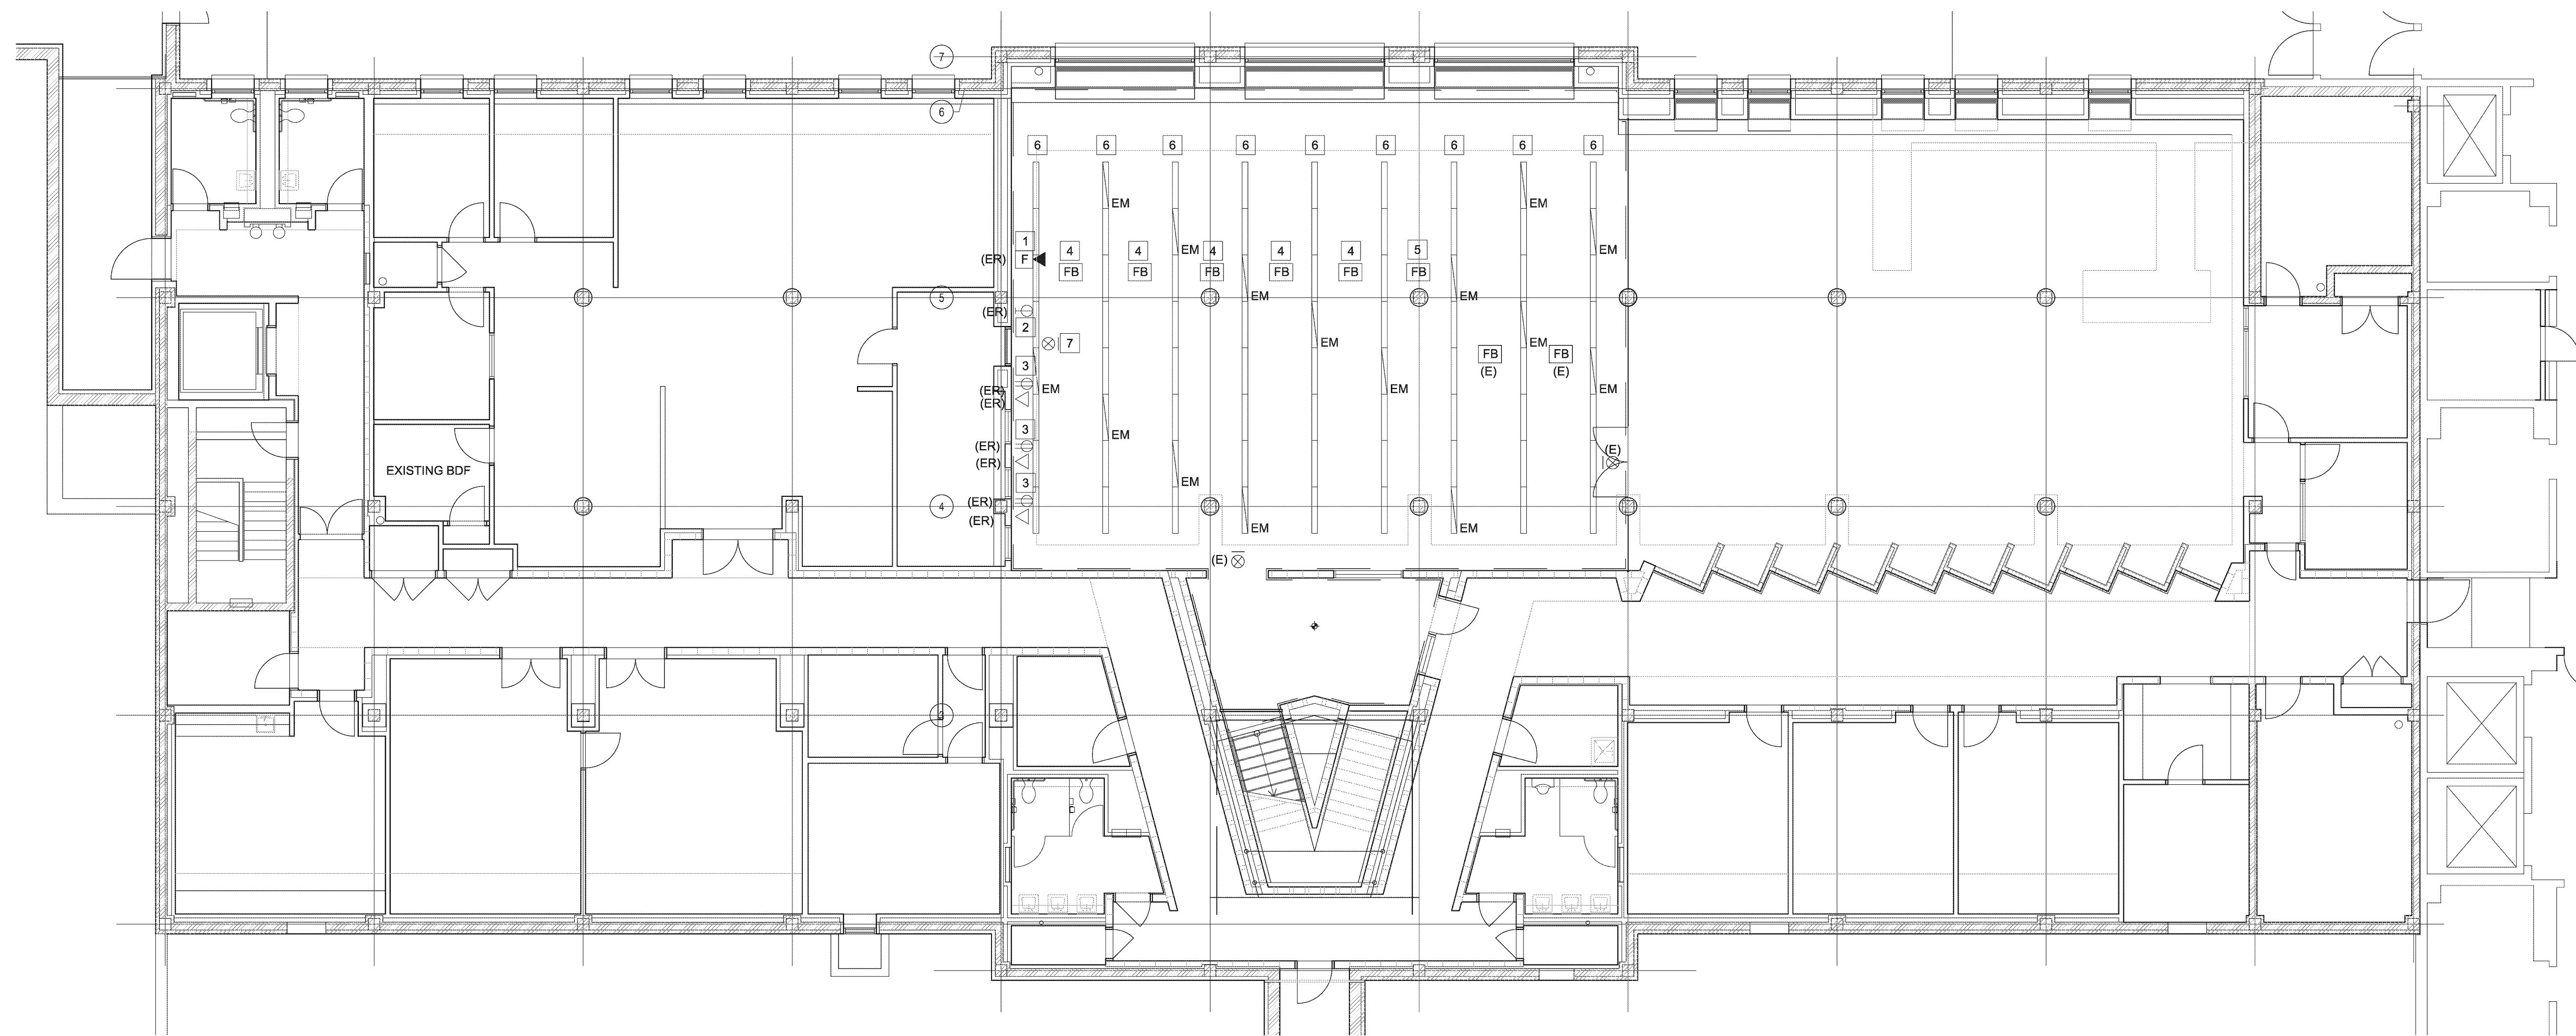 7
6
6 6 6 6 6 6 6 6 6
EM EM
1
4 4 EM 4 4 4 5 EM
(ER) F FB FB FB FB FB FB
5
EM EM
(ER)
2
7 EM EM
FB FB
3
(E) (E)
(ER) EM EM EM
(ER)
3
EM
(ER) (E)
(ER)
EXISTING BDF
3 EM
(ER)
4
(ER) EM EM
(E)
3